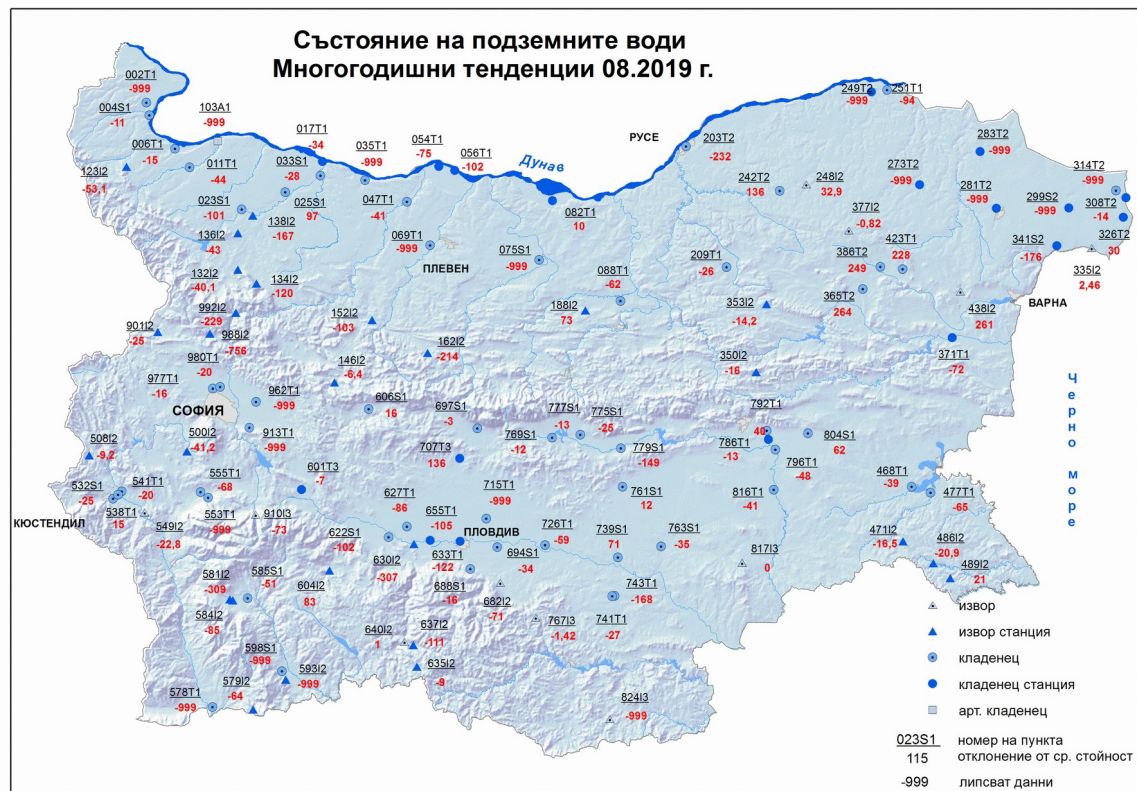 Състояние на подземните води
Многогодишни тенденции 08.2019 г.
002T1
-999
004S1
-11
103A1
-999
006T1
-15
017T1
-34
035T1
-999
054T1
-75
056T1
-102
Дунав
РУСЕ
203T2
-232
249T2
-999
251T1
-94
283T2
-999
123I2
-53,1
011T1
-44
033S1
-28
025S1
97
047T1
-41
082T1
10
242T2
136
248I2
32,9
273T2
-999
281T2
-999
299S2
-999
314T2
-999
308T2
-14
326T2
30
023S1
-101
138I2
-167
136I2
-43
069T1
-999
ПЛЕВЕН
075S1
-999
088T1
-62
209T1
-26
377I2
-0,82
386T2
249
423T1
228
341S2
-176
335I2
2,46
132I2
-40,1
134I2
-120
992I2
-229
152I2
-103
188I2
73
353I2
-14,2
365T2
264
438I2
261
ВАРНА
901I2
-25
988I2
-756
162I2
-214
146I2
-6,4
350I2
-16
371T1
-72
980T1
-20
977T1
-16
СОФИЯ
962T1
-999
606S1
16
697S1
-3
777S1
-13
775S1
-25
769S1
-12
779S1
-149
792T1
40
786T1
-13
804S1
62
796T1
-48
Черно море
508I2
-9,2
500I2
-41,2
913T1
-999
707T3
136
601T3
-7
532S1
-25
541T1
-20
555T1
-68
КЮСТЕНДИЛ
538T1
15
549I2
-22,8
553T1
-999
910I3
-73
622S1
-102
627T1
-86
655T1
-105
715T1
-999
ПЛОВДИВ
726T1
-59
761S1
12
739S1
71
763S1
-35
816T1
-41
468T1
-39
477T1
-65
471I2
-16,5
486I2
-20,9
489I2
21
817I3
0
581I2
-309
585S1
-51
604I2
83
630I2
-307
633T1
-122
694S1
-34
688S1
-16
682I2
-71
743T1
-168
741T1
-27
584I2
-85
640I2
1
637I2
-111
767I3
-1,42
635I2
-9
598S1
-999
593I2
-999
579I2
-64
578T1
-999
824I3
-999
извор
извор станция
кладенец
кладенец станция
арт. кладенец
023S1 номер на пункта
115 отклонение от ср. стойност
-999 липсват данни